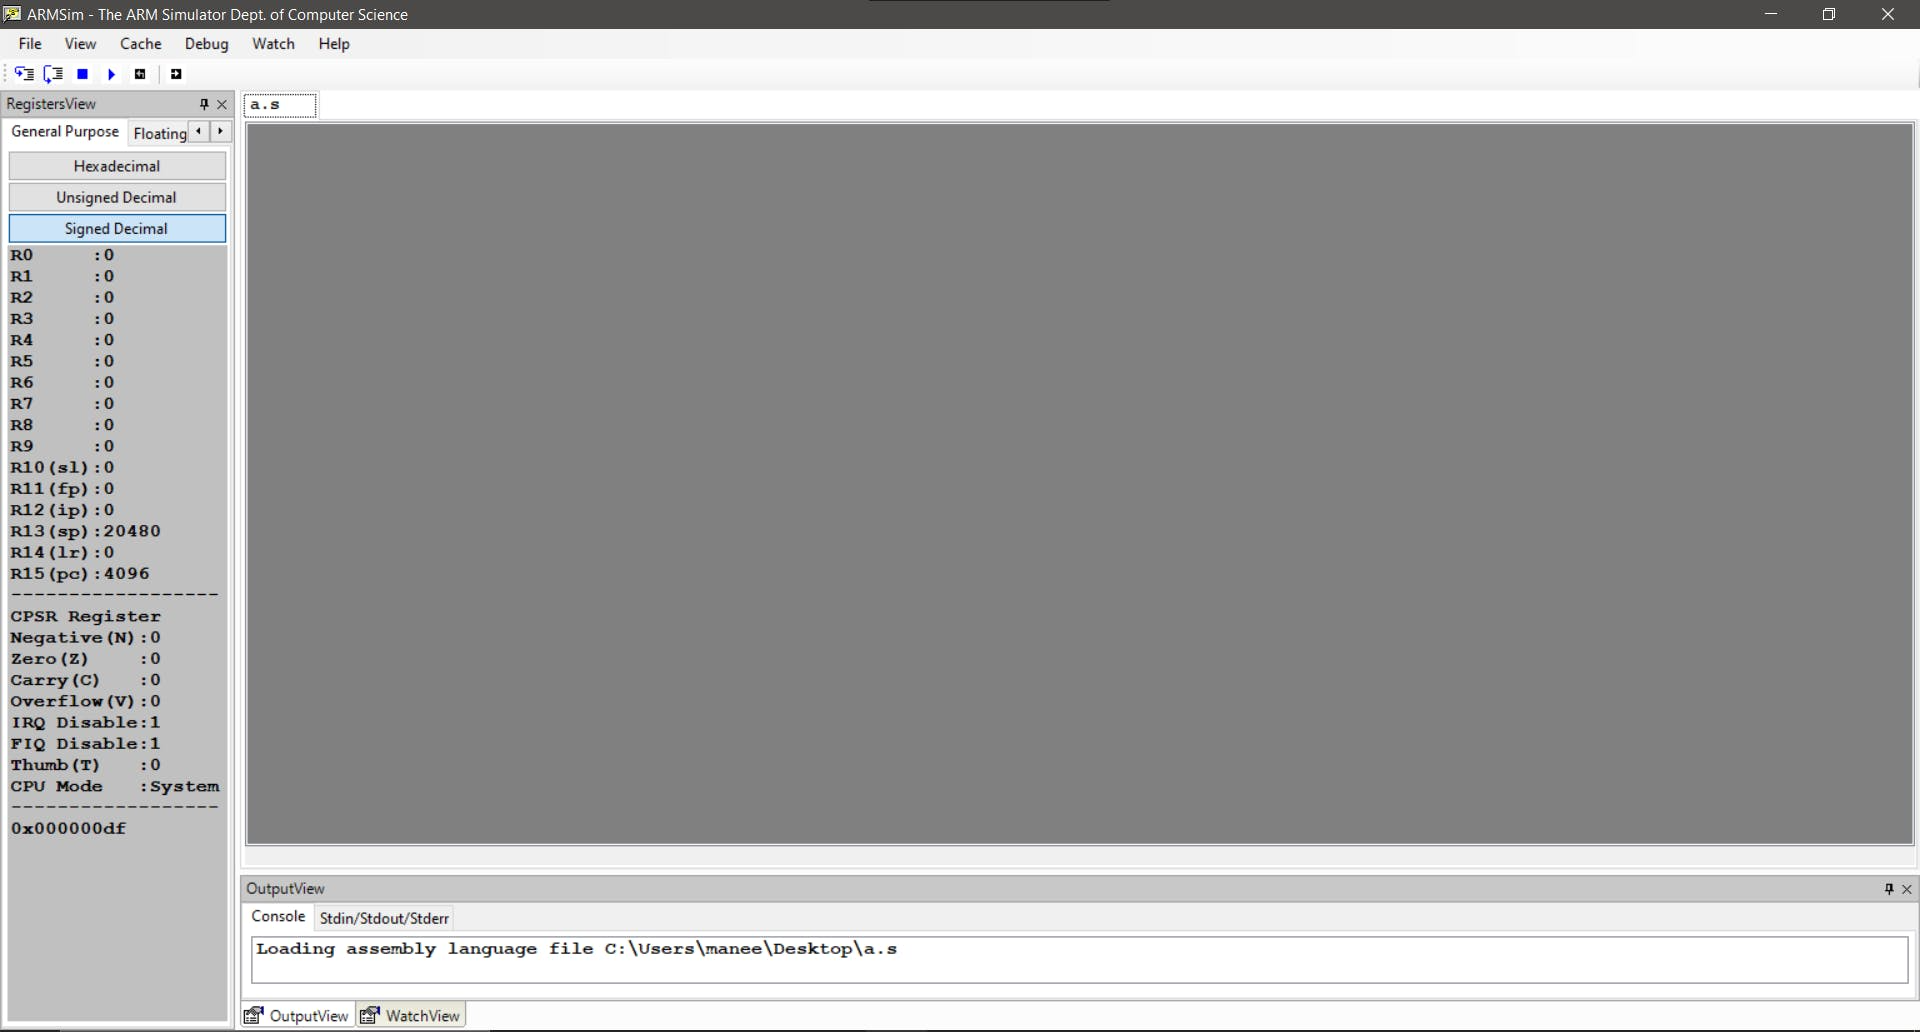 ARMSim - The ARM Simulator Dept. of Computer Science
File View Cache Debug Watch Help
RegistersView
a.s
General Purpose Floating
Hexadecimal
Unsigned Decimal
Signed Decimal
R0 :0
R1 :0
R2 :0
R3 :0
R4 :0
R5 :0
R6 :0
R7 :0
R8 :0
R9 :0
R10(sl):0
R11(fp):0
R12(ip):0
R13(sp):20480
R14(lr):0
R15(pc):4096
------------------
CPSR Register
Negative(N):0
Zero(Z) :0
Carry(C) :0
Overflow(V):0
IRQ Disable:1
FIQ Disable:1
Thumb(T) :0
CPU Mode :System
------------------
0x000000df
OutputView
Console Stdin/Stdout/Stderr
Loading assembly language file C:\Users\manee\Desktop\a.s
OutputView WatchView